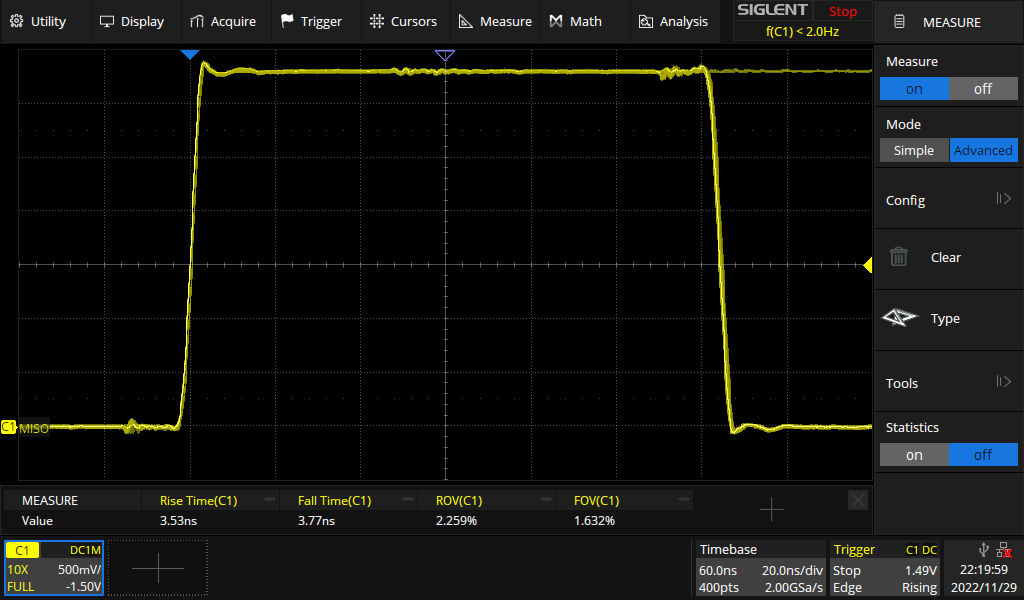 Utility Display Acquire Trigger Cursors Measure Math Analysis
SIGLENT Stop
f(C1) < 2.0Hz
MEASURE
Measure
on off
Mode
Simple Advanced
Config
Clear
Type
Tools
Statistics
on off
C1 MISO
MEASURE Rise Time(C1) Fall Time(C1) ROV(C1) FOV(C1)
Value 3.53ns 3.77ns 2.259% 1.632%
C1 DC1M
10X 500mV/
FULL -1.50V
Timebase
60.0ns 20.0ns/div
400pts 2.00GSa/s
Trigger C1 DC
Stop 1.49V
Edge Rising
22:19:59
2022/11/29